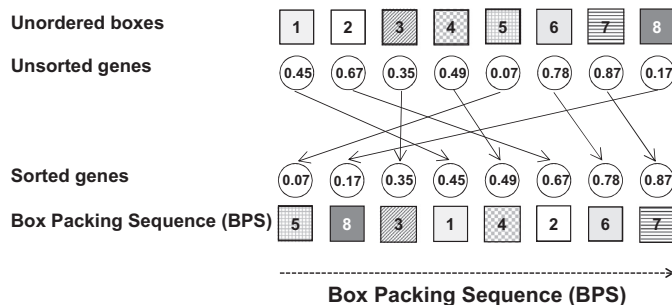 Unordered boxes 1 2 3 4 5 6 7 8
Unsorted genes 0.45 0.67 0.35 0.49 0.07 0.78 0.87 0.17
Sorted genes 0.07 0.17 0.35 0.45 0.49 0.67 0.78 0.87
Box Packing Sequence (BPS) 5 8 3 1 4 2 6 7
Box Packing Sequence (BPS)